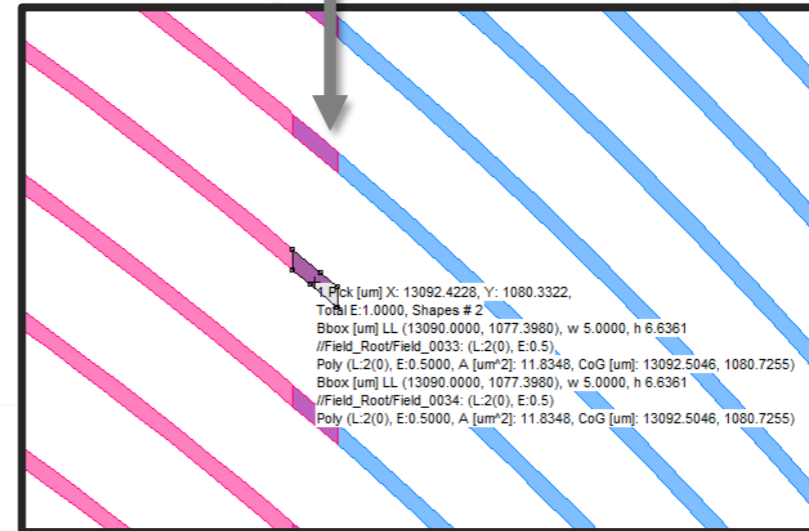 1 Pick [um] X: 13092.4228, Y: 1080.3322,
Total E:1.0000, Shapes # 2
Bbox [um] LL (13090.0000, 1077.3980), w 5.0000, h 6.6361
//Field_Root/Field_0033: (L:2(0), E:0.5)
Poly (L:2(0), E:0.5000, A [um^2]: 11.8348, CoG [um]: 13092.5046, 1080.7255)
Bbox [um] LL (13090.0000, 1077.3980), w 5.0000, h 6.6361
//Field_Root/Field_0034: (L:2(0), E:0.5)
Poly (L:2(0), E:0.5000, A [um^2]: 11.8348, CoG [um]: 13092.5046, 1080.7255)